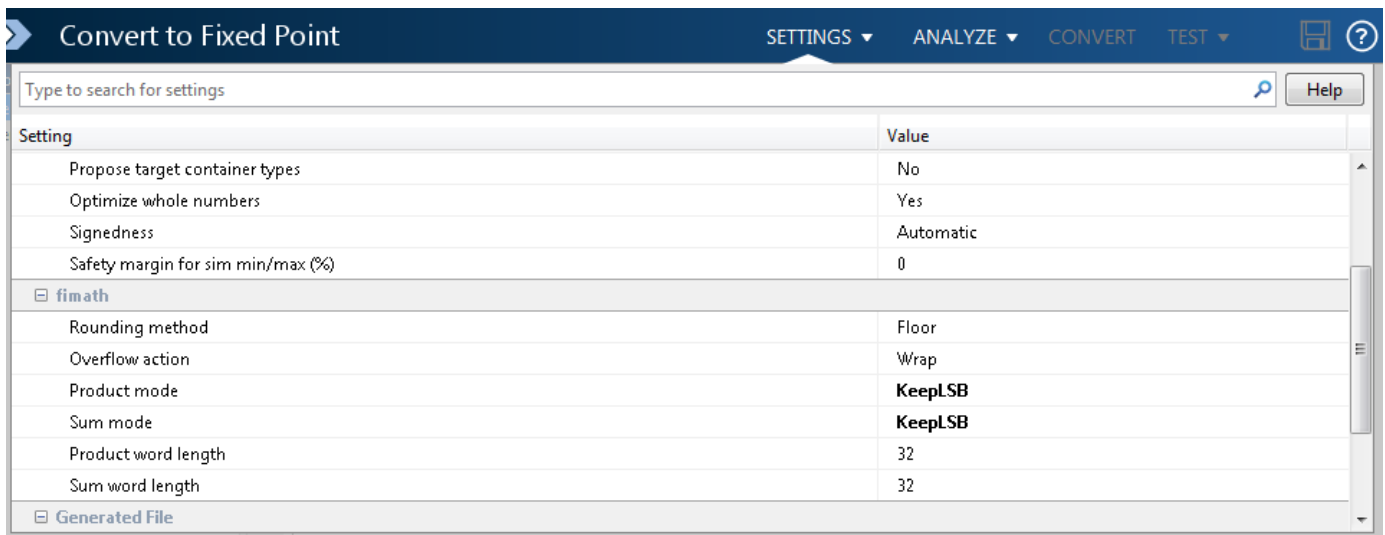 Convert to Fixed Point SETTINGS ▼ ANALYZE ▼ CONVERT TEST ▼ ?
Type to search for settings Help
Setting Value
Propose target container types No
Optimize whole numbers Yes
Signedness Automatic
Safety margin for sim min/max (%) 0
fimath
Rounding method Floor
Overflow action Wrap
Product mode KeepLSB
Sum mode KeepLSB
Product word length 32
Sum word length 32
Generated File